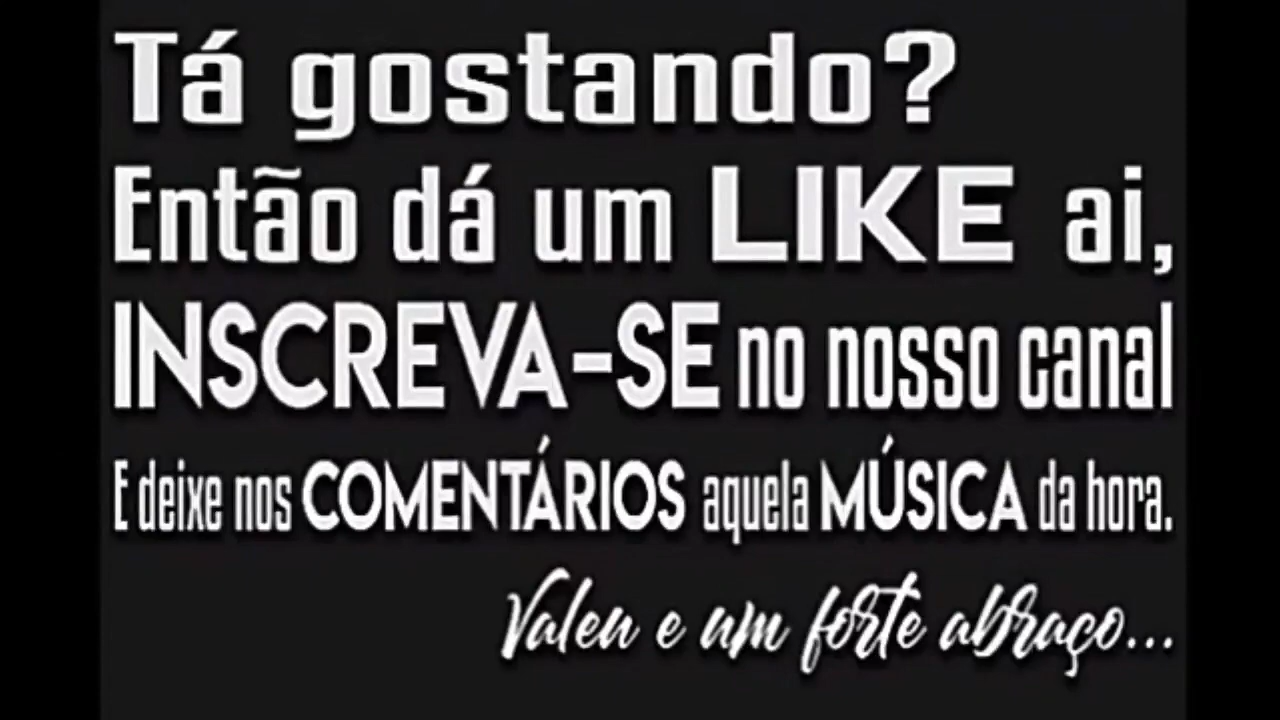 Tá gostando?
Então dá um LIKE ai,
INSCREVA-SE no nosso canal
E deixe nos COMENTÁRIOS aquela MÚSICA da hora.
Valeu e um forte abraço...